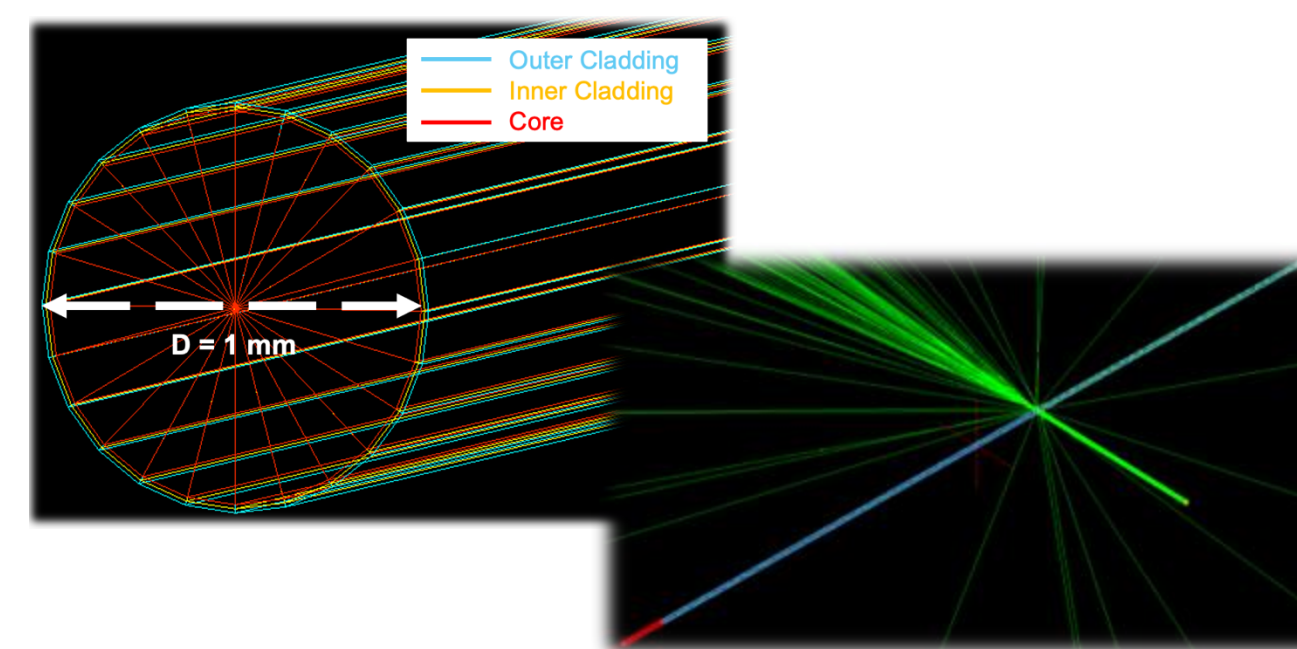 Outer Cladding
Inner Cladding
Core
D = 1 mm